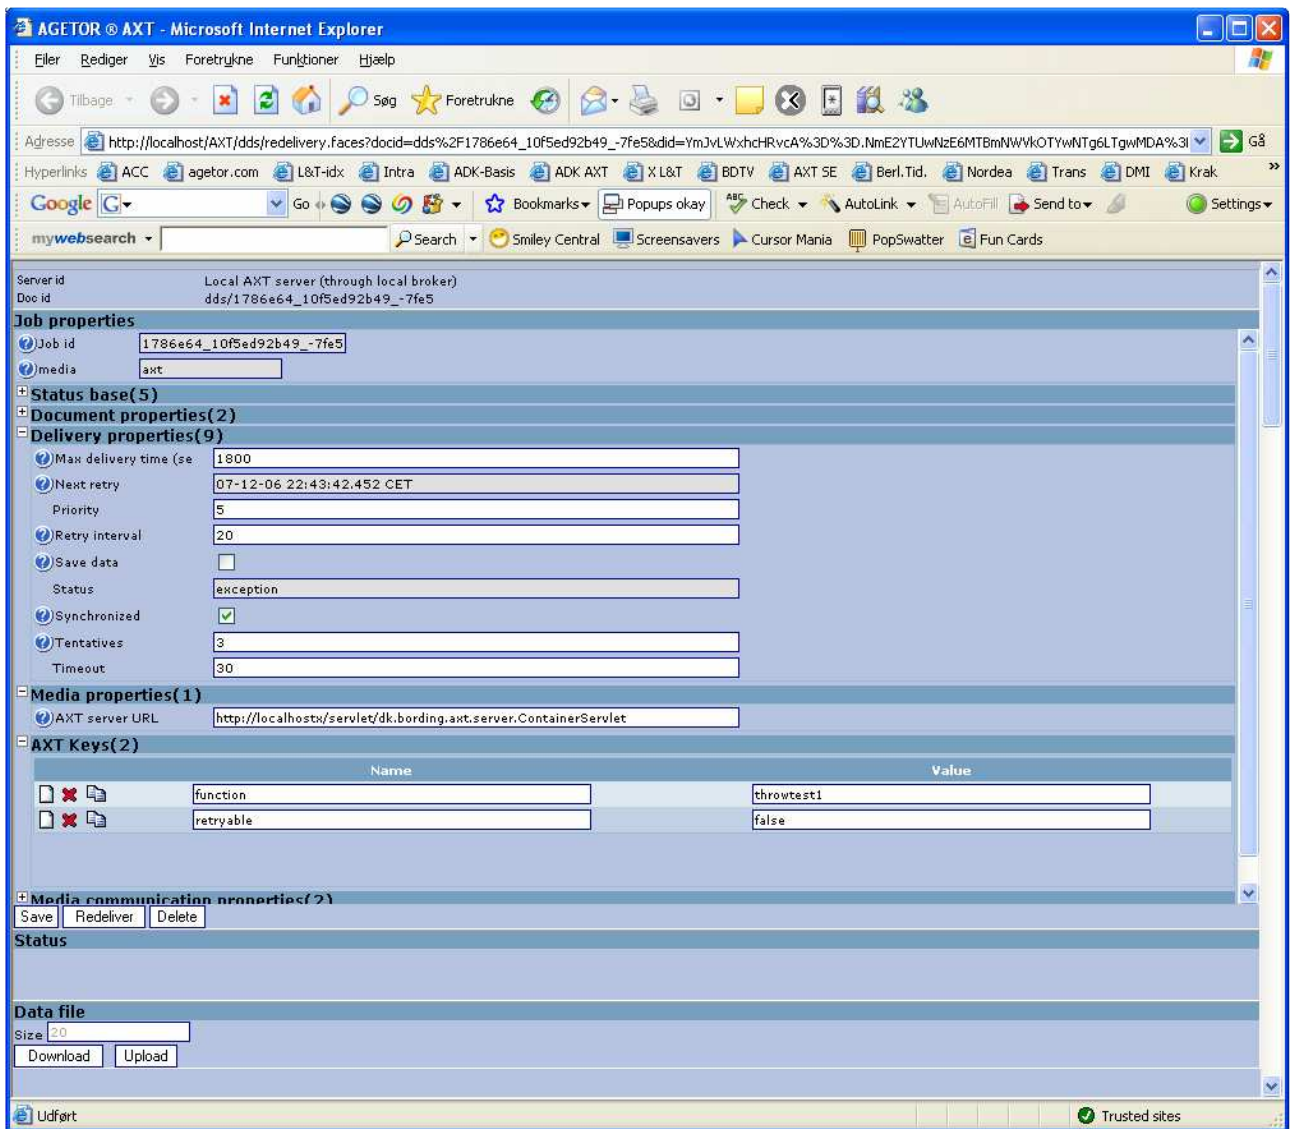 AGETOR ® AXT - Microsoft Internet Explorer
Filer Rediger Vis Foretrukne Funktioner Hjælp
Tilbage Søg Foretrukne
Adresse http://localhost/AXT/dds/redelivery.faces?docid=dds%2F1786e64_10f5ed92b49_-7fe5&did=YmJvLWxhcHRvcA%3D%3D.NmE2YTUwNzE6MTBmNWVkOTYwNTg6LTgwMDA%3 Gå
Hyperlinks ACC agetor.com L&T-idx Intra ADK-Basis ADK AXT X L&T BDTV AXT SE Berl.Tid. Nordea Trans DMI Krak »
Google G Go Bookmarks Popups okay ABC Check AutoLink AutoFill Send to Settings
mywebsearch Search Smiley Central Screensavers Cursor Mania PopSwatter Fun Cards
Server id Local AXT server (through local broker)
Doc id dds/1786e64_10f5ed92b49_-7fe5
Job properties
Job id 1786e64_10f5ed92b49_-7fe5
media axt
Status base(5)
Document properties(2)
Delivery properties(9)
Max delivery time (se 1800
Next retry 07-12-06 22:43:42.452 CET
Priority 5
Retry interval 20
Save data
Status exception
Synchronized
Tentatives 3
Timeout 30
Media properties(1)
AXT server URL http://localhostx/servlet/dk.bording.axt.server.ContainerServlet
AXT Keys(2)
Name Value
function throwtest1
retryable false
Media communication properties(2)
Save Redeliver Delete
Status
Data file
Size 20
Download Upload
Udført Trusted sites